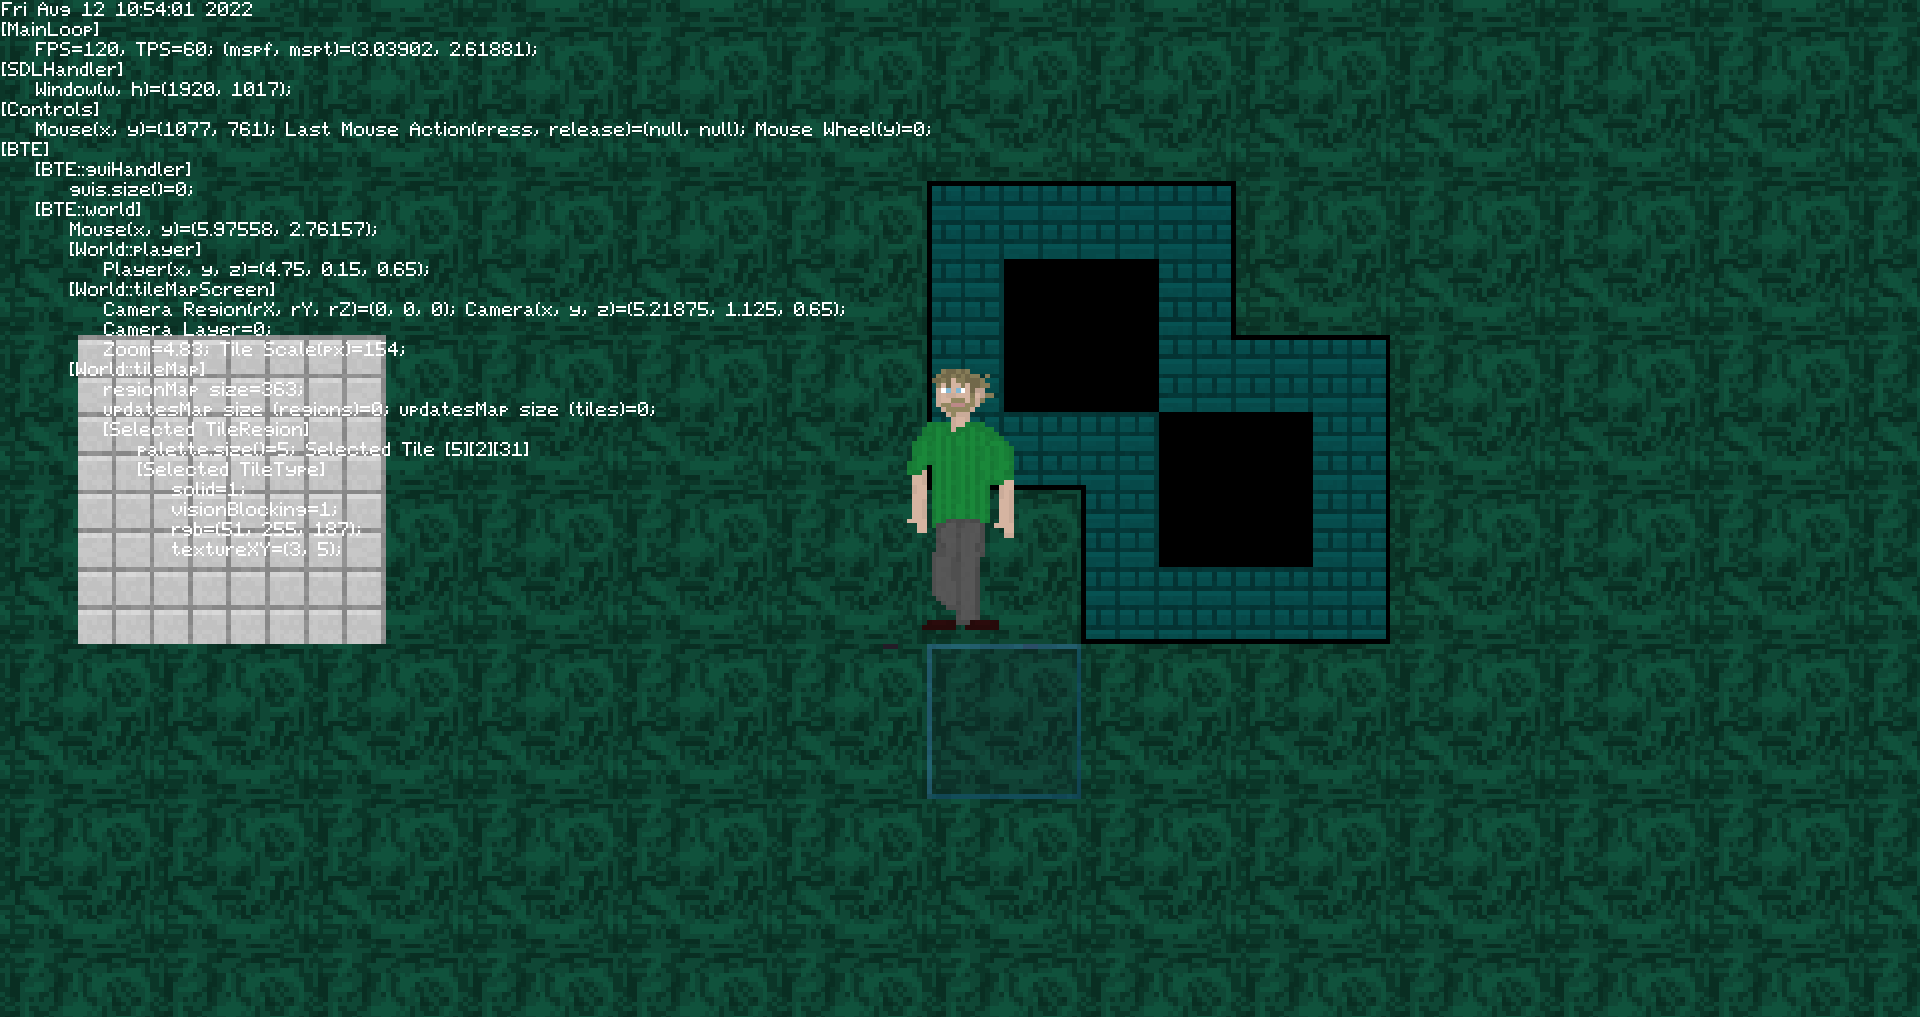 Fri Aug 12 10:54:01 2022
[MainLoop]
FPS=120, TPS=60; (mspf, mspt)=(3.03902, 2.61881);
[SDLHandler]
Window(w, h)=(1920, 1017);
[Controls]
Mouse(x, y)=(1077, 761); Last Mouse Action(press, release)=(null, null); Mouse Wheel(y)=0;
[BTE]
[BTE::guiHandler]
guis.size()=0;
[BTE::world]
Mouse(x, y)=(5.97558, 2.76157);
[World::player]
Player(x, y, z)=(4.75, 0.15, 0.65);
[World::tileMapScreen]
Camera Region(rX, rY, rZ)=(0, 0, 0); Camera(x, y, z)=(5.21875, 1.125, 0.65);
Camera Layer=0;
Zoom=4.83; Tile Scale(px)=154;
[World::tileMap]
regionMap size=363;
updatesMap size (regions)=0; updatesMap size (tiles)=0;
[Selected TileRegion]
palette.size()=5; Selected Tile [5][2][31]
[Selected TileType]
solid=1;
visionBlocking=1;
rgb=(51, 255, 187);
textureXY=(3, 5);